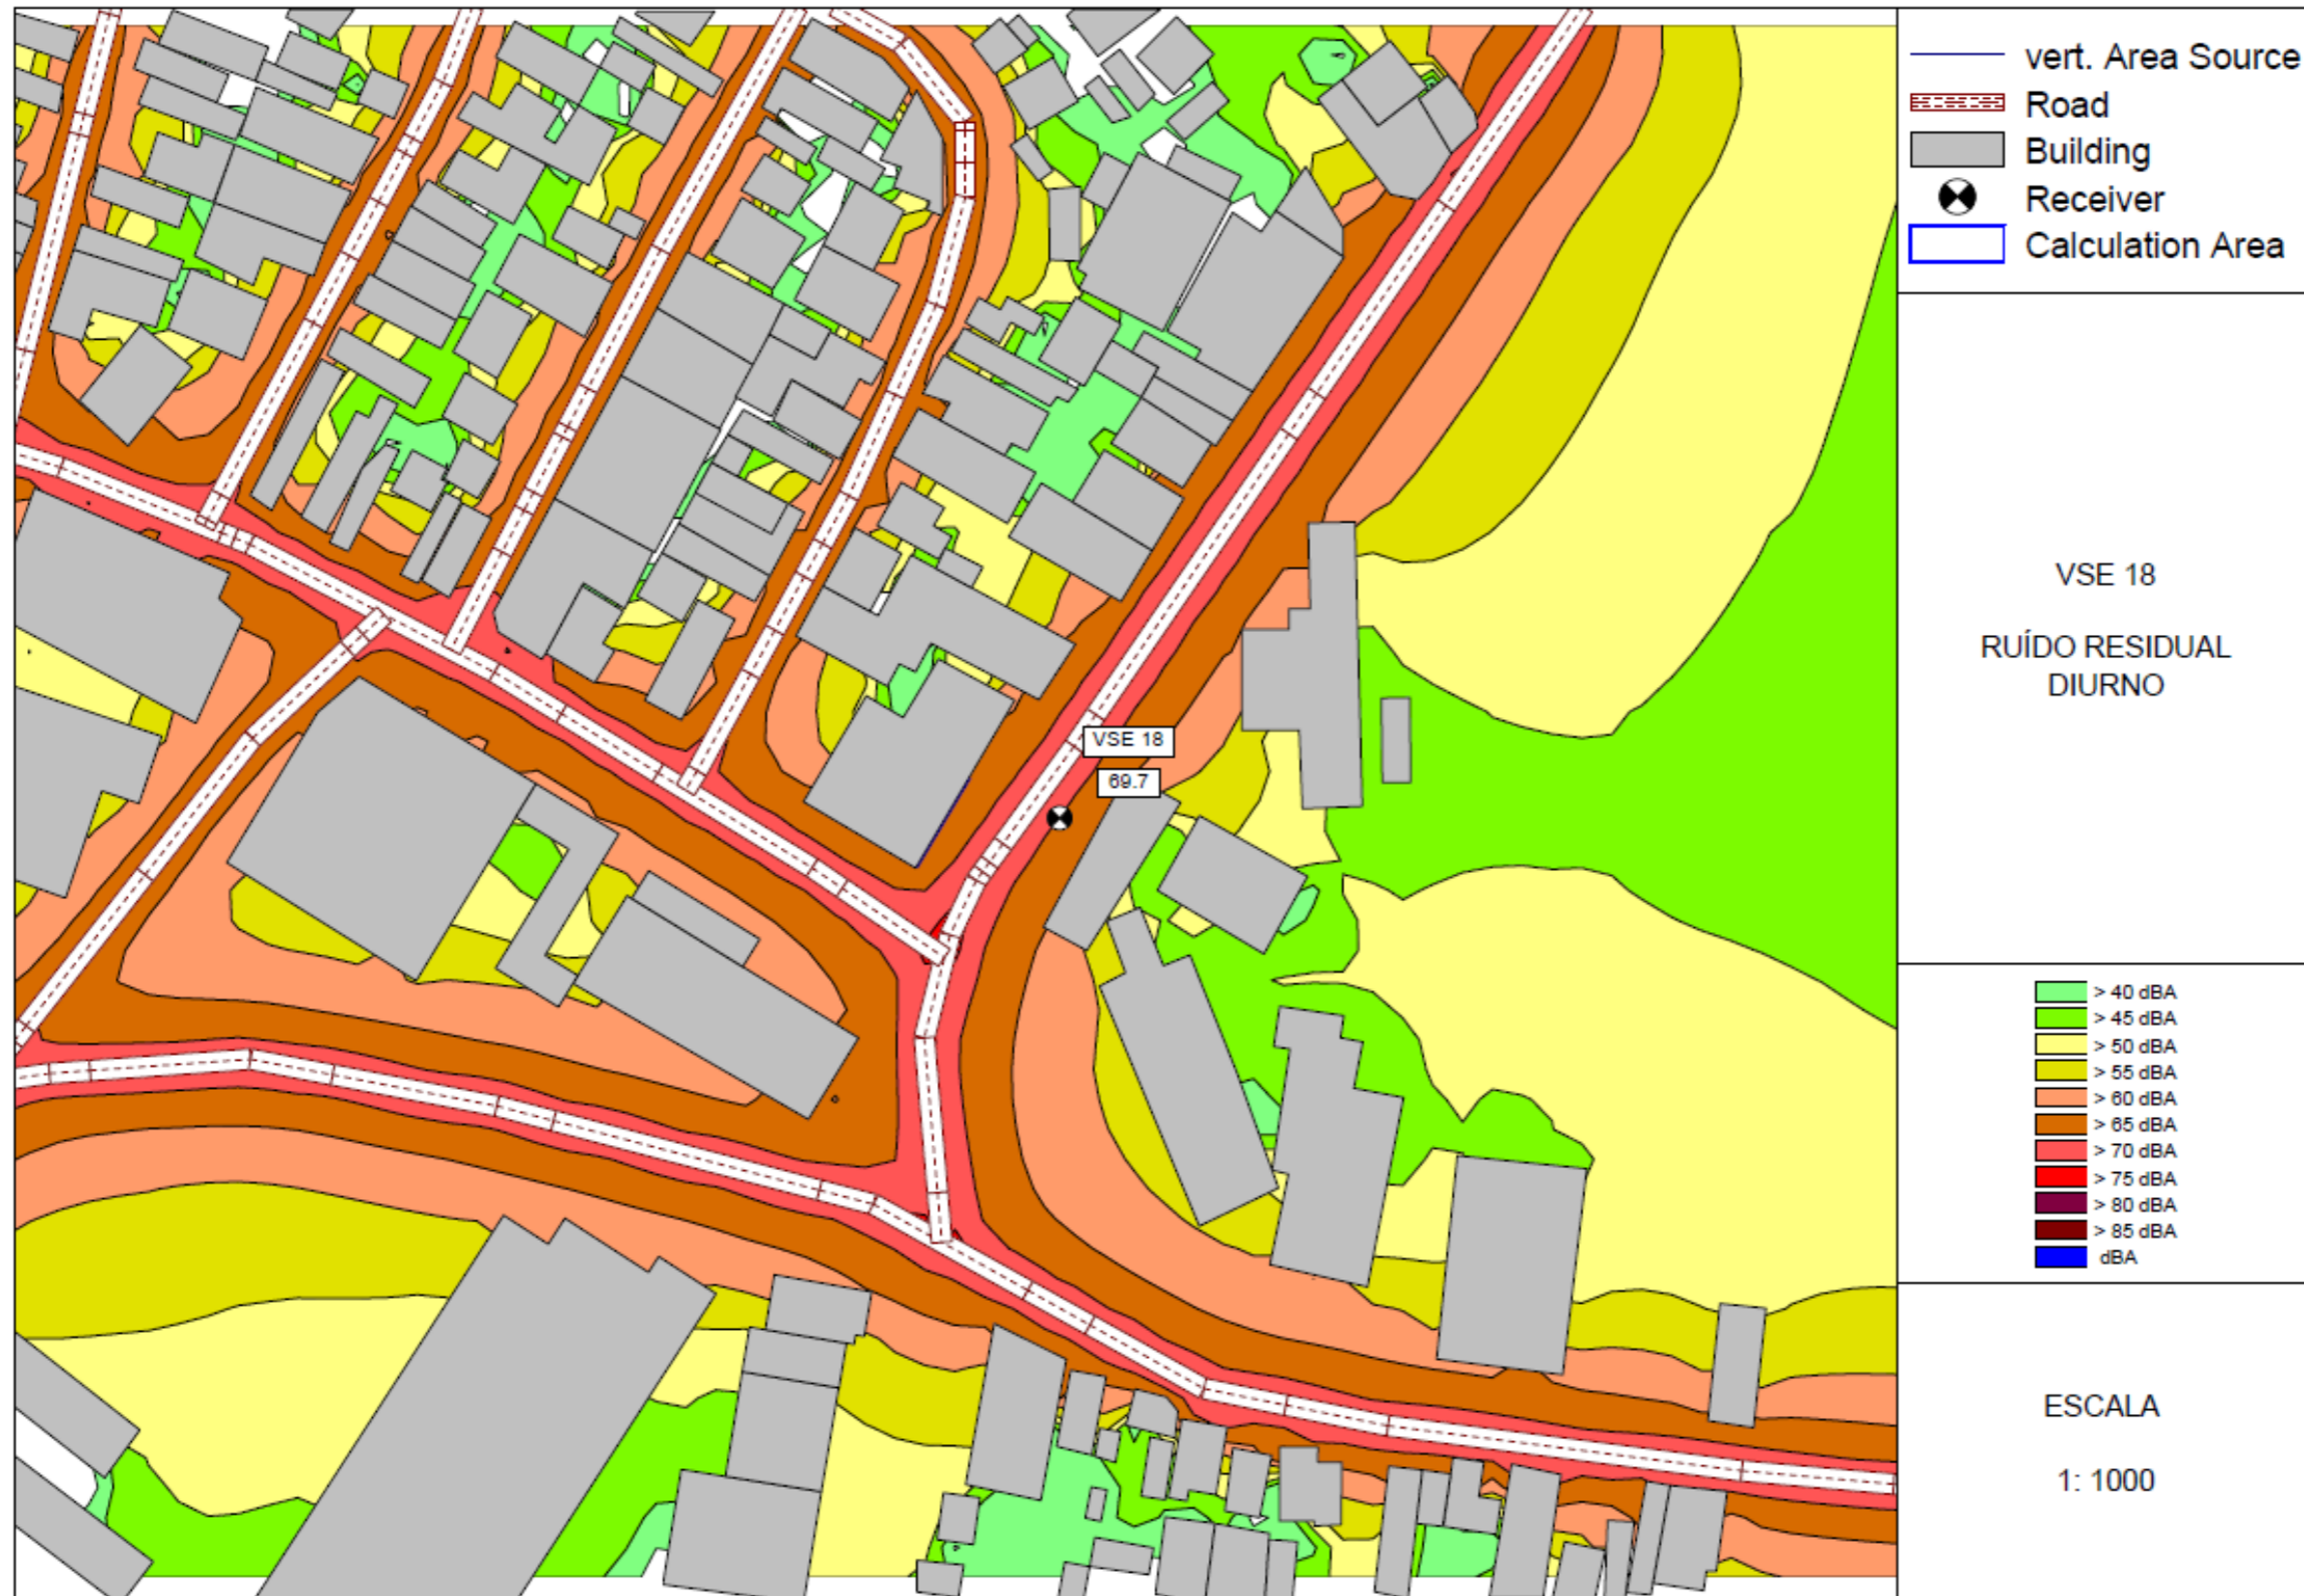 vert. Area Source
Road
Building
Receiver
Calculation Area
VSE 18
RUÍDO RESIDUAL
DIURNO
VSE 18
69.7
> 40 dBA
> 45 dBA
> 50 dBA
> 55 dBA
> 60 dBA
> 65 dBA
> 70 dBA
> 75 dBA
> 80 dBA
> 85 dBA
dBA
ESCALA
1: 1000